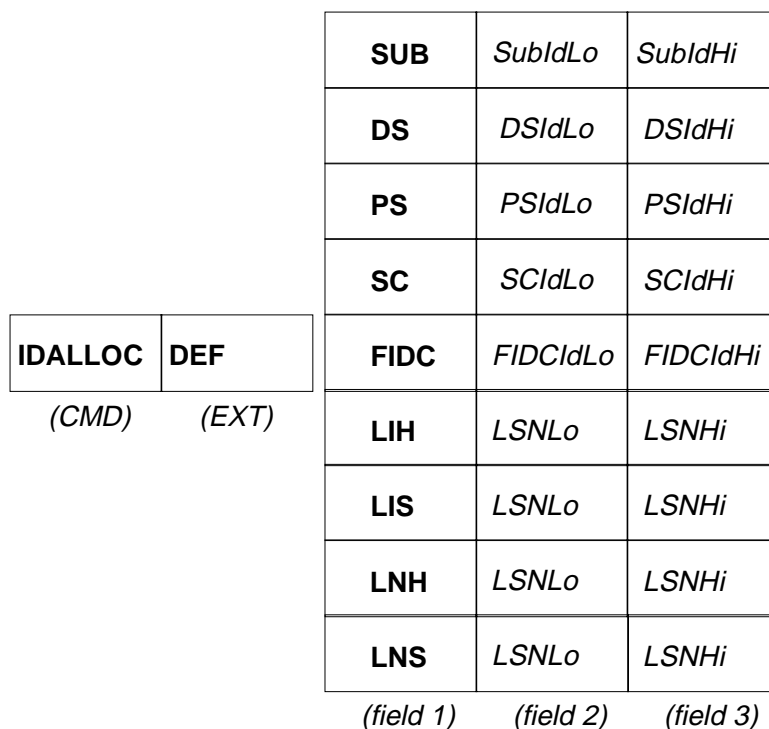 SUB SubIdLo SubIdHi
DS DSIdLo DSIdHi
PS PSIdLo PSIdHi
SC SCIdLo SCIdHi
IDALLOC DEF FIDC FIDCIdLo FIDCIdHi
(CMD) (EXT)
LIH LSNLo LSNHi
LIS LSNLo LSNHi
LNH LSNLo LSNHi
LNS LSNLo LSNHi
(field 1) (field 2) (field 3)